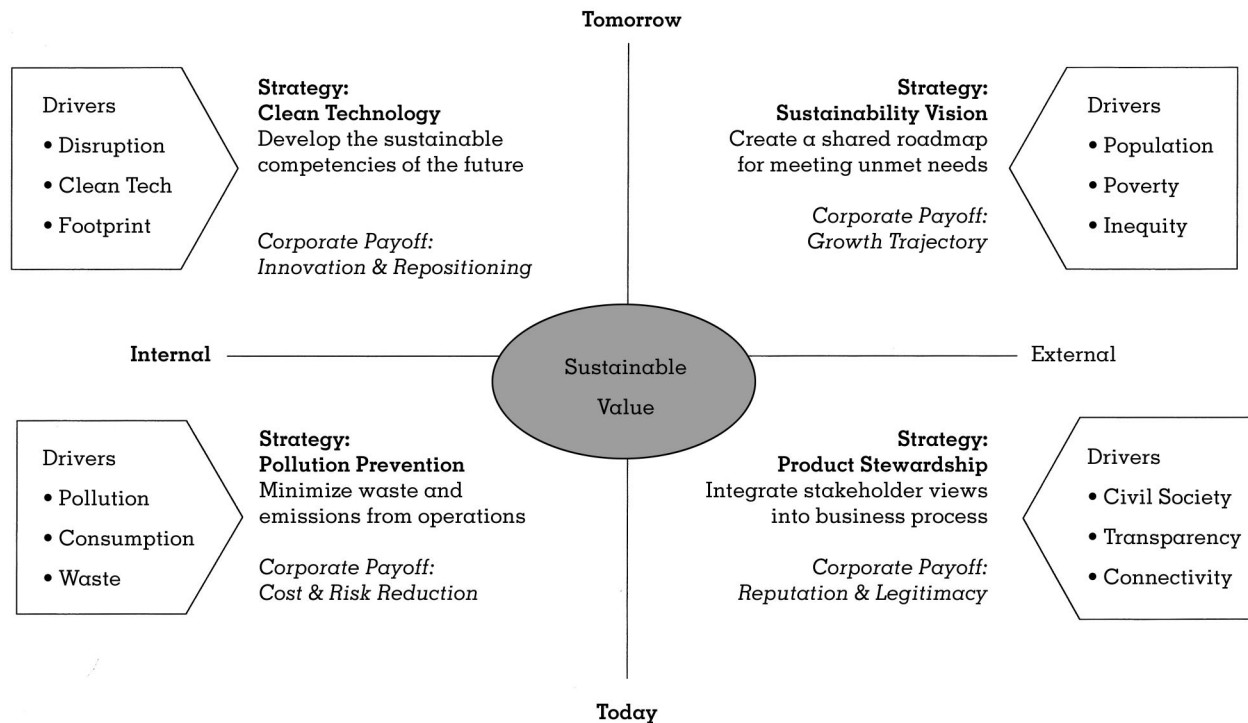 Tomorrow
Drivers
• Disruption
• Clean Tech
• Footprint
Strategy:
Clean Technology
Develop the sustainable
competencies of the future
Corporate Payoff:
Innovation & Repositioning
Strategy:
Sustainability Vision
Create a shared roadmap
for meeting unmet needs
Corporate Payoff:
Growth Trajectory
Drivers
• Population
• Poverty
• Inequity
Internal
Sustainable
Value
External
Drivers
• Pollution
• Consumption
• Waste
Strategy:
Pollution Prevention
Minimize waste and
emissions from operations
Corporate Payoff:
Cost & Risk Reduction
Strategy:
Product Stewardship
Integrate stakeholder views
into business process
Corporate Payoff:
Reputation & Legitimacy
Drivers
• Civil Society
• Transparency
• Connectivity
Today